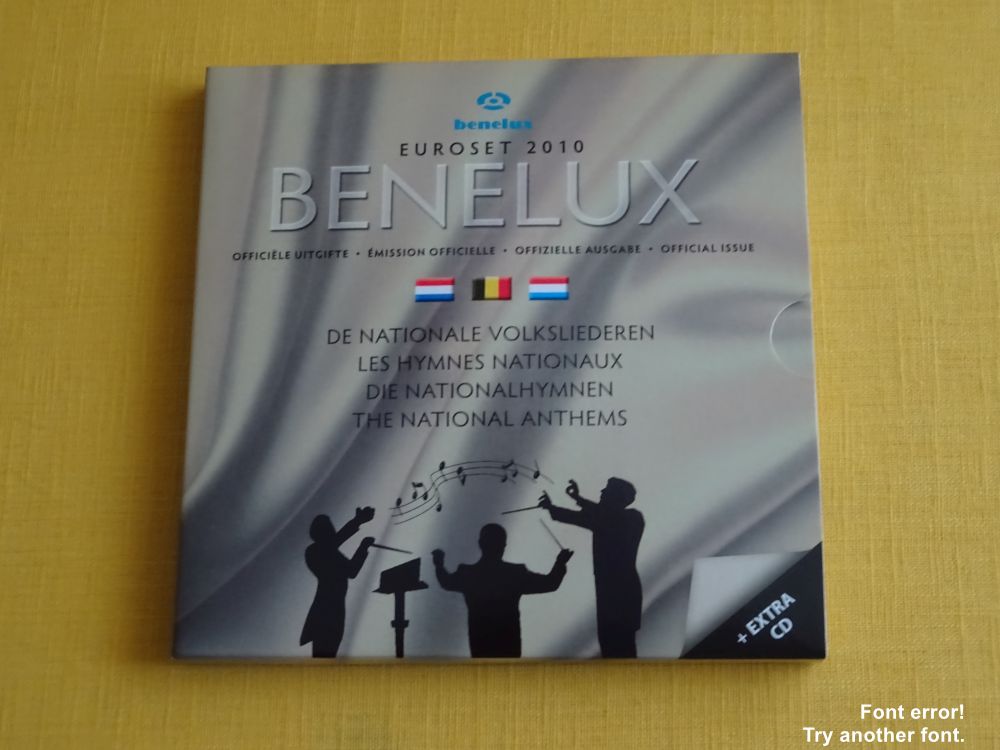 benelux
EUROSET 2010
BENELUX
OFFICIËLE UITGIFTE • ÉMISSION OFFICIELLE • OFFIZIELLE AUSGABE • OFFICIAL ISSUE
DE NATIONALE VOLKSLIEDEREN
LES HYMNES NATIONAUX
DIE NATIONALHYMNEN
THE NATIONAL ANTHEMS
+ EXTRA
CD
Font error!
Try another font.